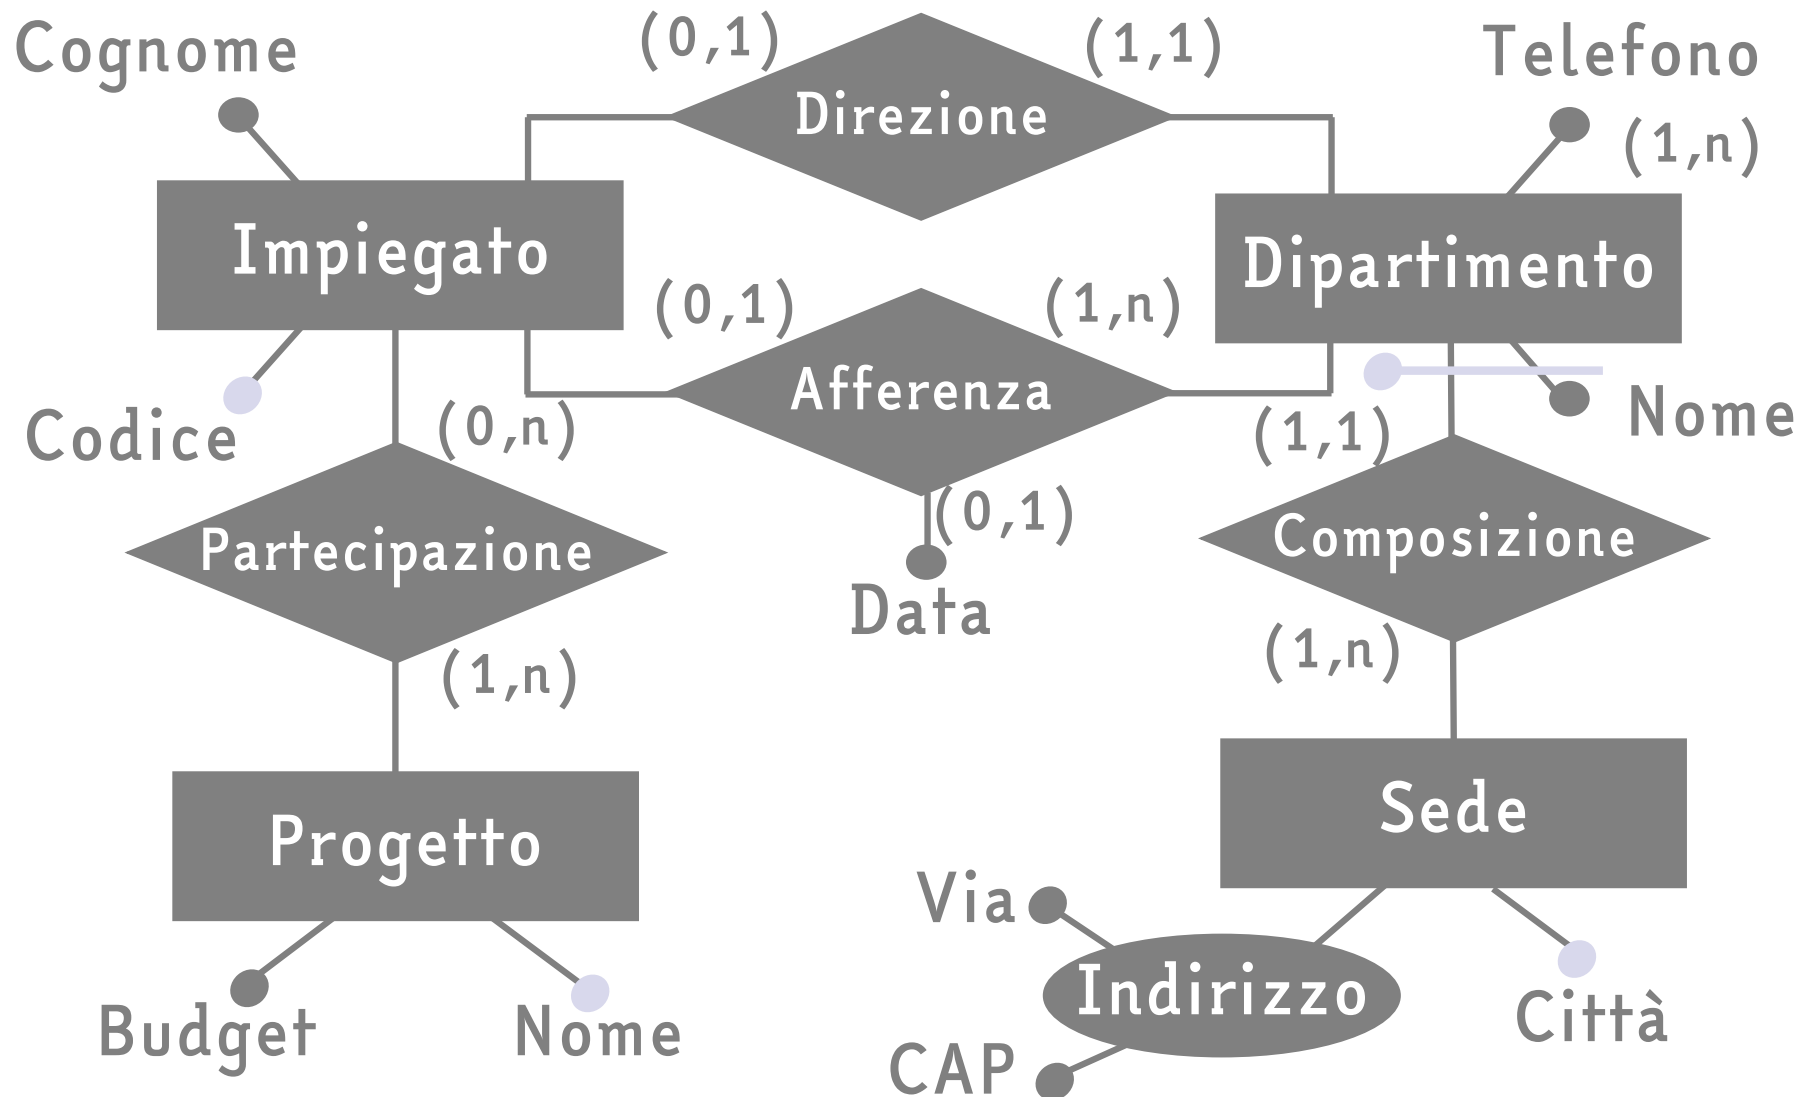 Cognome
(0,1)
(1,1)
Telefono
Direzione
(1,n)
Impiegato
Dipartimento
(0,1)
(1,n)
Afferenza
Codice
(0,n)
(1,1)
Nome
(0,1)
Partecipazione
Composizione
Data
(1,n)
(1,n)
Progetto
Sede
Via
Indirizzo
Budget
Nome
Città
CAP